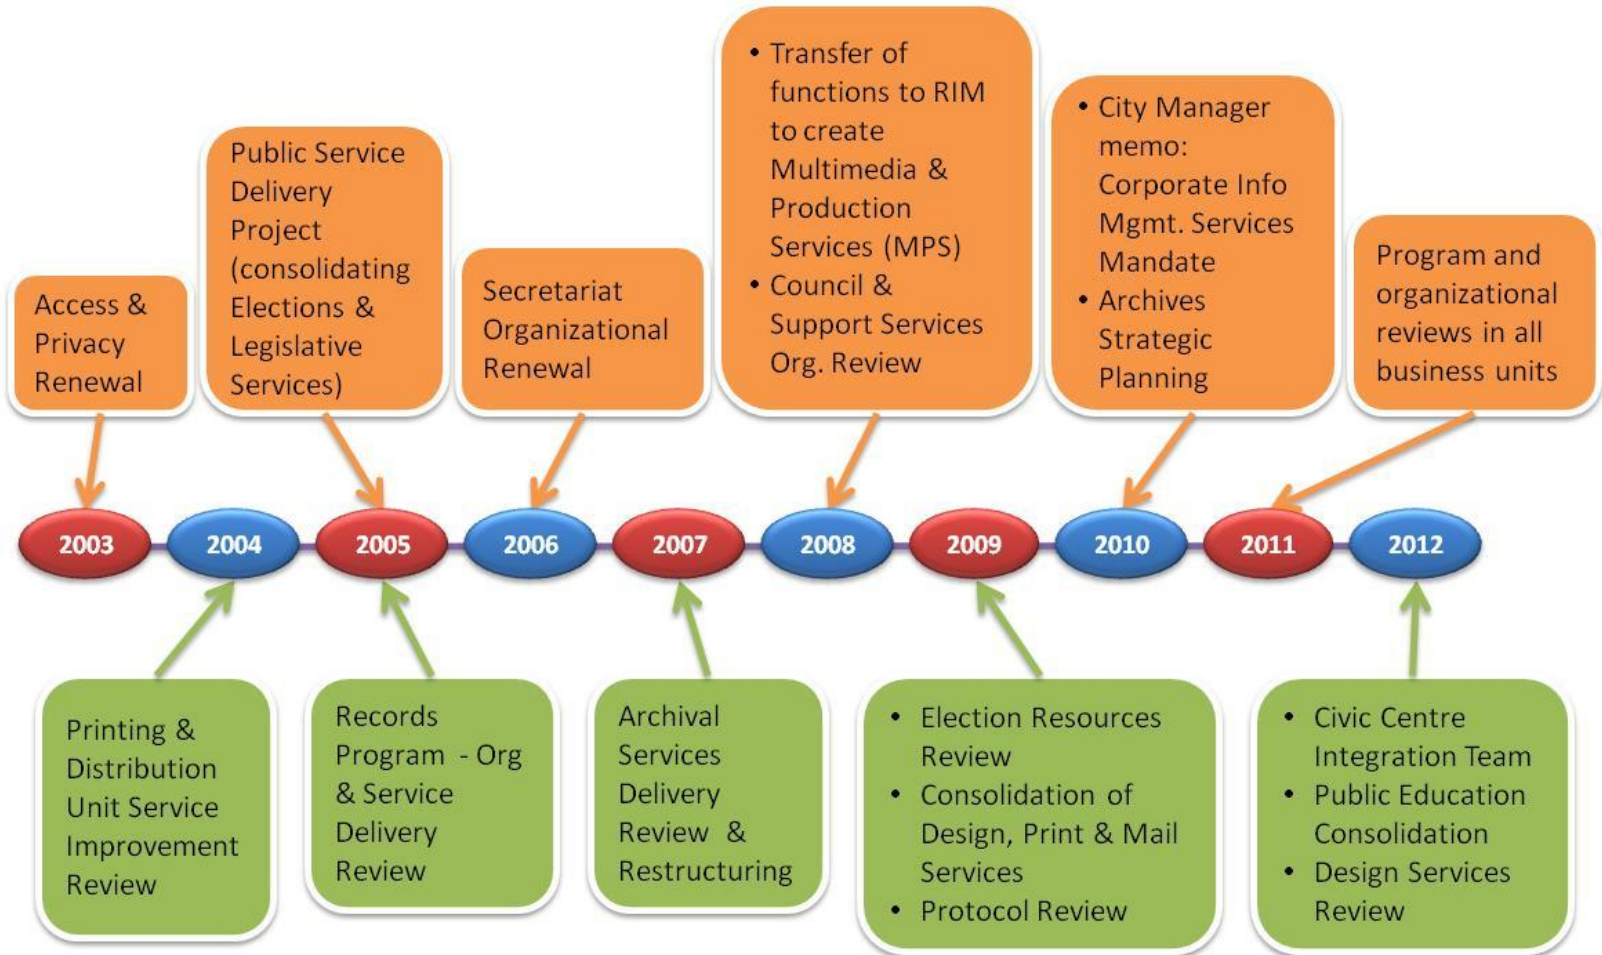 Access &
Privacy
Renewal
Public Service
Delivery
Project
(consolidating
Elections &
Legislative
Services)
Secretariat
Organizational
Renewal
• Transfer of
functions to RIM
to create
Multimedia &
Production
Services (MPS)
• Council &
Support Services
Org. Review
• City Manager
memo:
Corporate Info
Mgmt. Services
Mandate
• Archives
Strategic
Planning
Program and
organizational
reviews in all
business units
2003
2004
2005
2006
2007
2008
2009
2010
2011
2012
Printing &
Distribution
Unit Service
Improvement
Review
Records
Program - Org
& Service
Delivery
Review
Archival
Services
Delivery
Review &
Restructuring
• Election Resources
Review
• Consolidation of
Design, Print & Mail
Services
• Protocol Review
• Civic Centre
Integration Team
• Public Education
Consolidation
• Design Services
Review